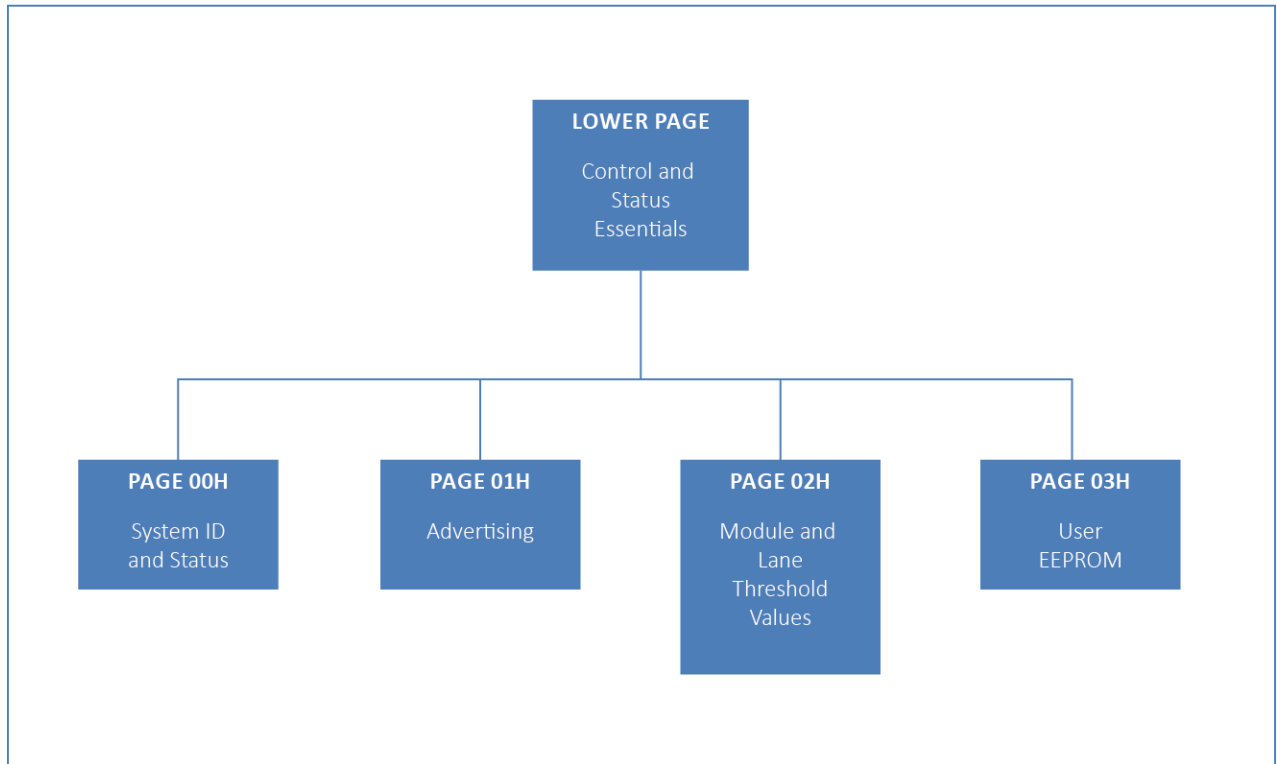 LOWER PAGE
Control and
Status
Essentials
PAGE 00H
System ID
and Status
PAGE 01H
Advertising
PAGE 02H
Module and
Lane
Threshold
Values
PAGE 03H
User
EEPROM